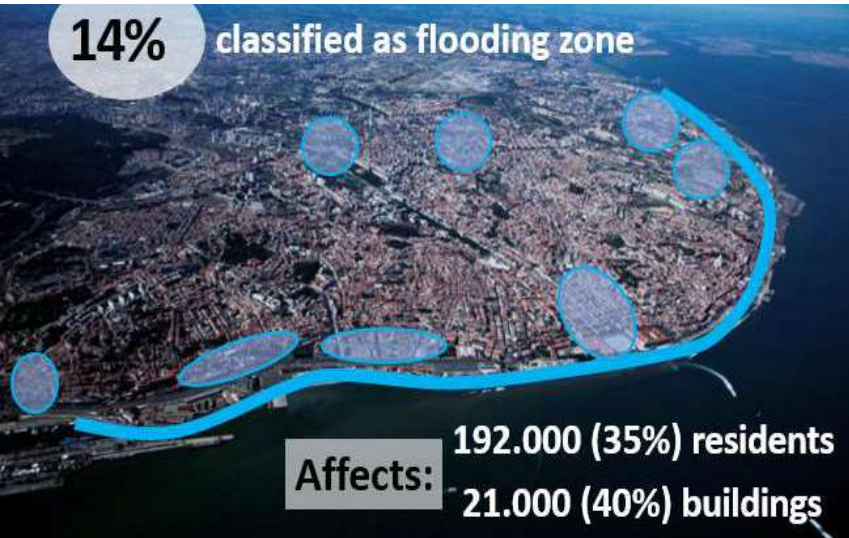 14% classified as flooding zone
Affects:
192.000 (35%) residents
21.000 (40%) buildings